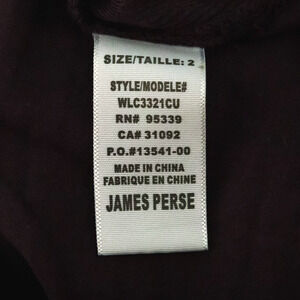 SIZE/TAILLE: 2
STYLE/MODELE#
WLC3321CU
RN# 95339
CA# 31092
P.O.#13541-00
MADE IN CHINA
FABRIQUE EN CHINE
JAMES PERSE